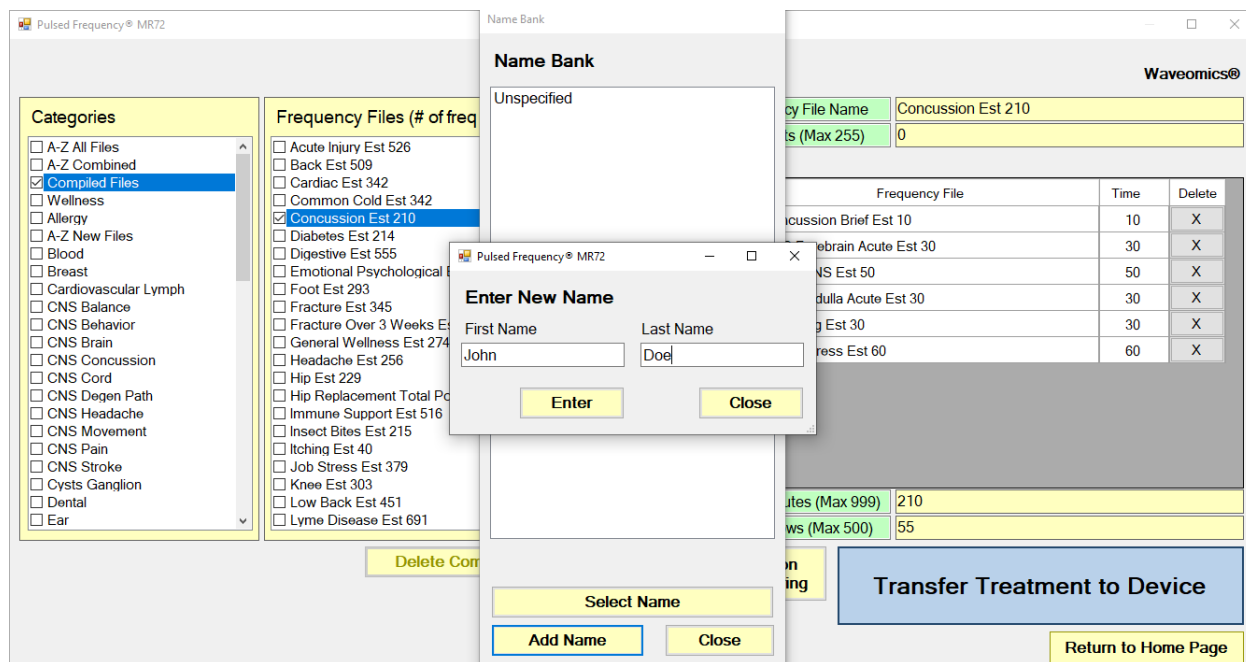 Pulsed Frequency® MR72
Name Bank
Waveomics®
Name Bank
Unspecified
Categories
A-Z All Files
A-Z Combined
Compiled Files
Wellness
Allergy
A-Z New Files
Blood
Breast
Cardiovascular Lymph
CNS Balance
CNS Behavior
CNS Brain
CNS Concussion
CNS Cord
CNS Degen Path
CNS Headache
CNS Movement
CNS Pain
CNS Stroke
Cysts Ganglion
Dental
Ear
Frequency Files (# of freq
Acute Injury Est 526
Back Est 509
Cardiac Est 342
Common Cold Est 342
Concussion Est 210
Diabetes Est 214
Digestive Est 555
Emotional Psychological
Foot Est 293
Fracture Est 345
Fracture Over 3 Weeks Es
General Wellness Est 274
Headache Est 256
Hip Est 229
Hip Replacement Total Po
Immune Support Est 516
Insect Bites Est 215
Itching Est 40
Job Stress Est 379
Knee Est 303
Low Back Est 451
Lyme Disease Est 691
cy File Name Concussion Est 210
ts (Max 255) 0
Frequency File Time Delete
ncussion Brief Est 10 10 X
ebrain Acute Est 30 30 X
NS Est 50 50 X
dulla Acute Est 30 30 X
g Est 30 30 X
ress Est 60 60 X
Pulsed Frequency® MR72
Enter New Name
First Name Last Name
John Doe
Enter Close
utes (Max 999) 210
ws (Max 500) 55
Delete Com
on
ing
Transfer Treatment to Device
Select Name
Add Name Close
Return to Home Page